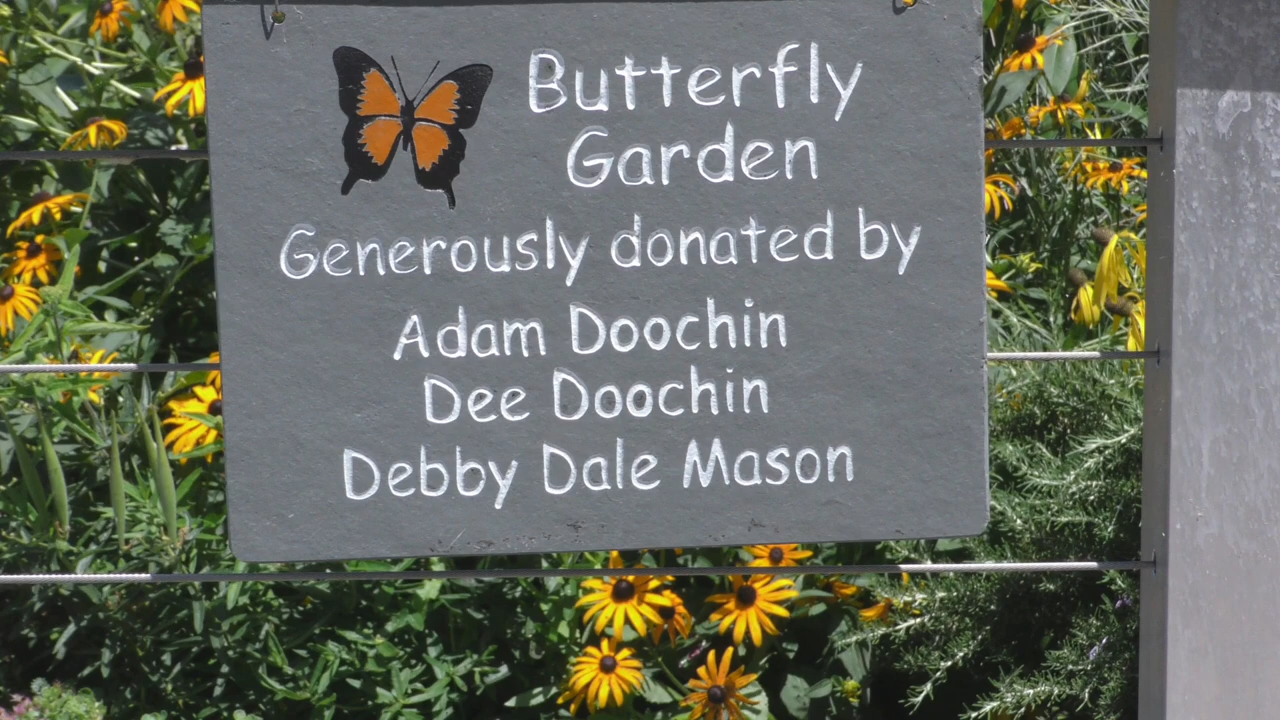 Butterfly
Garden
Generously donated by
Adam Doochin
Dee Doochin
Debby Dale Mason